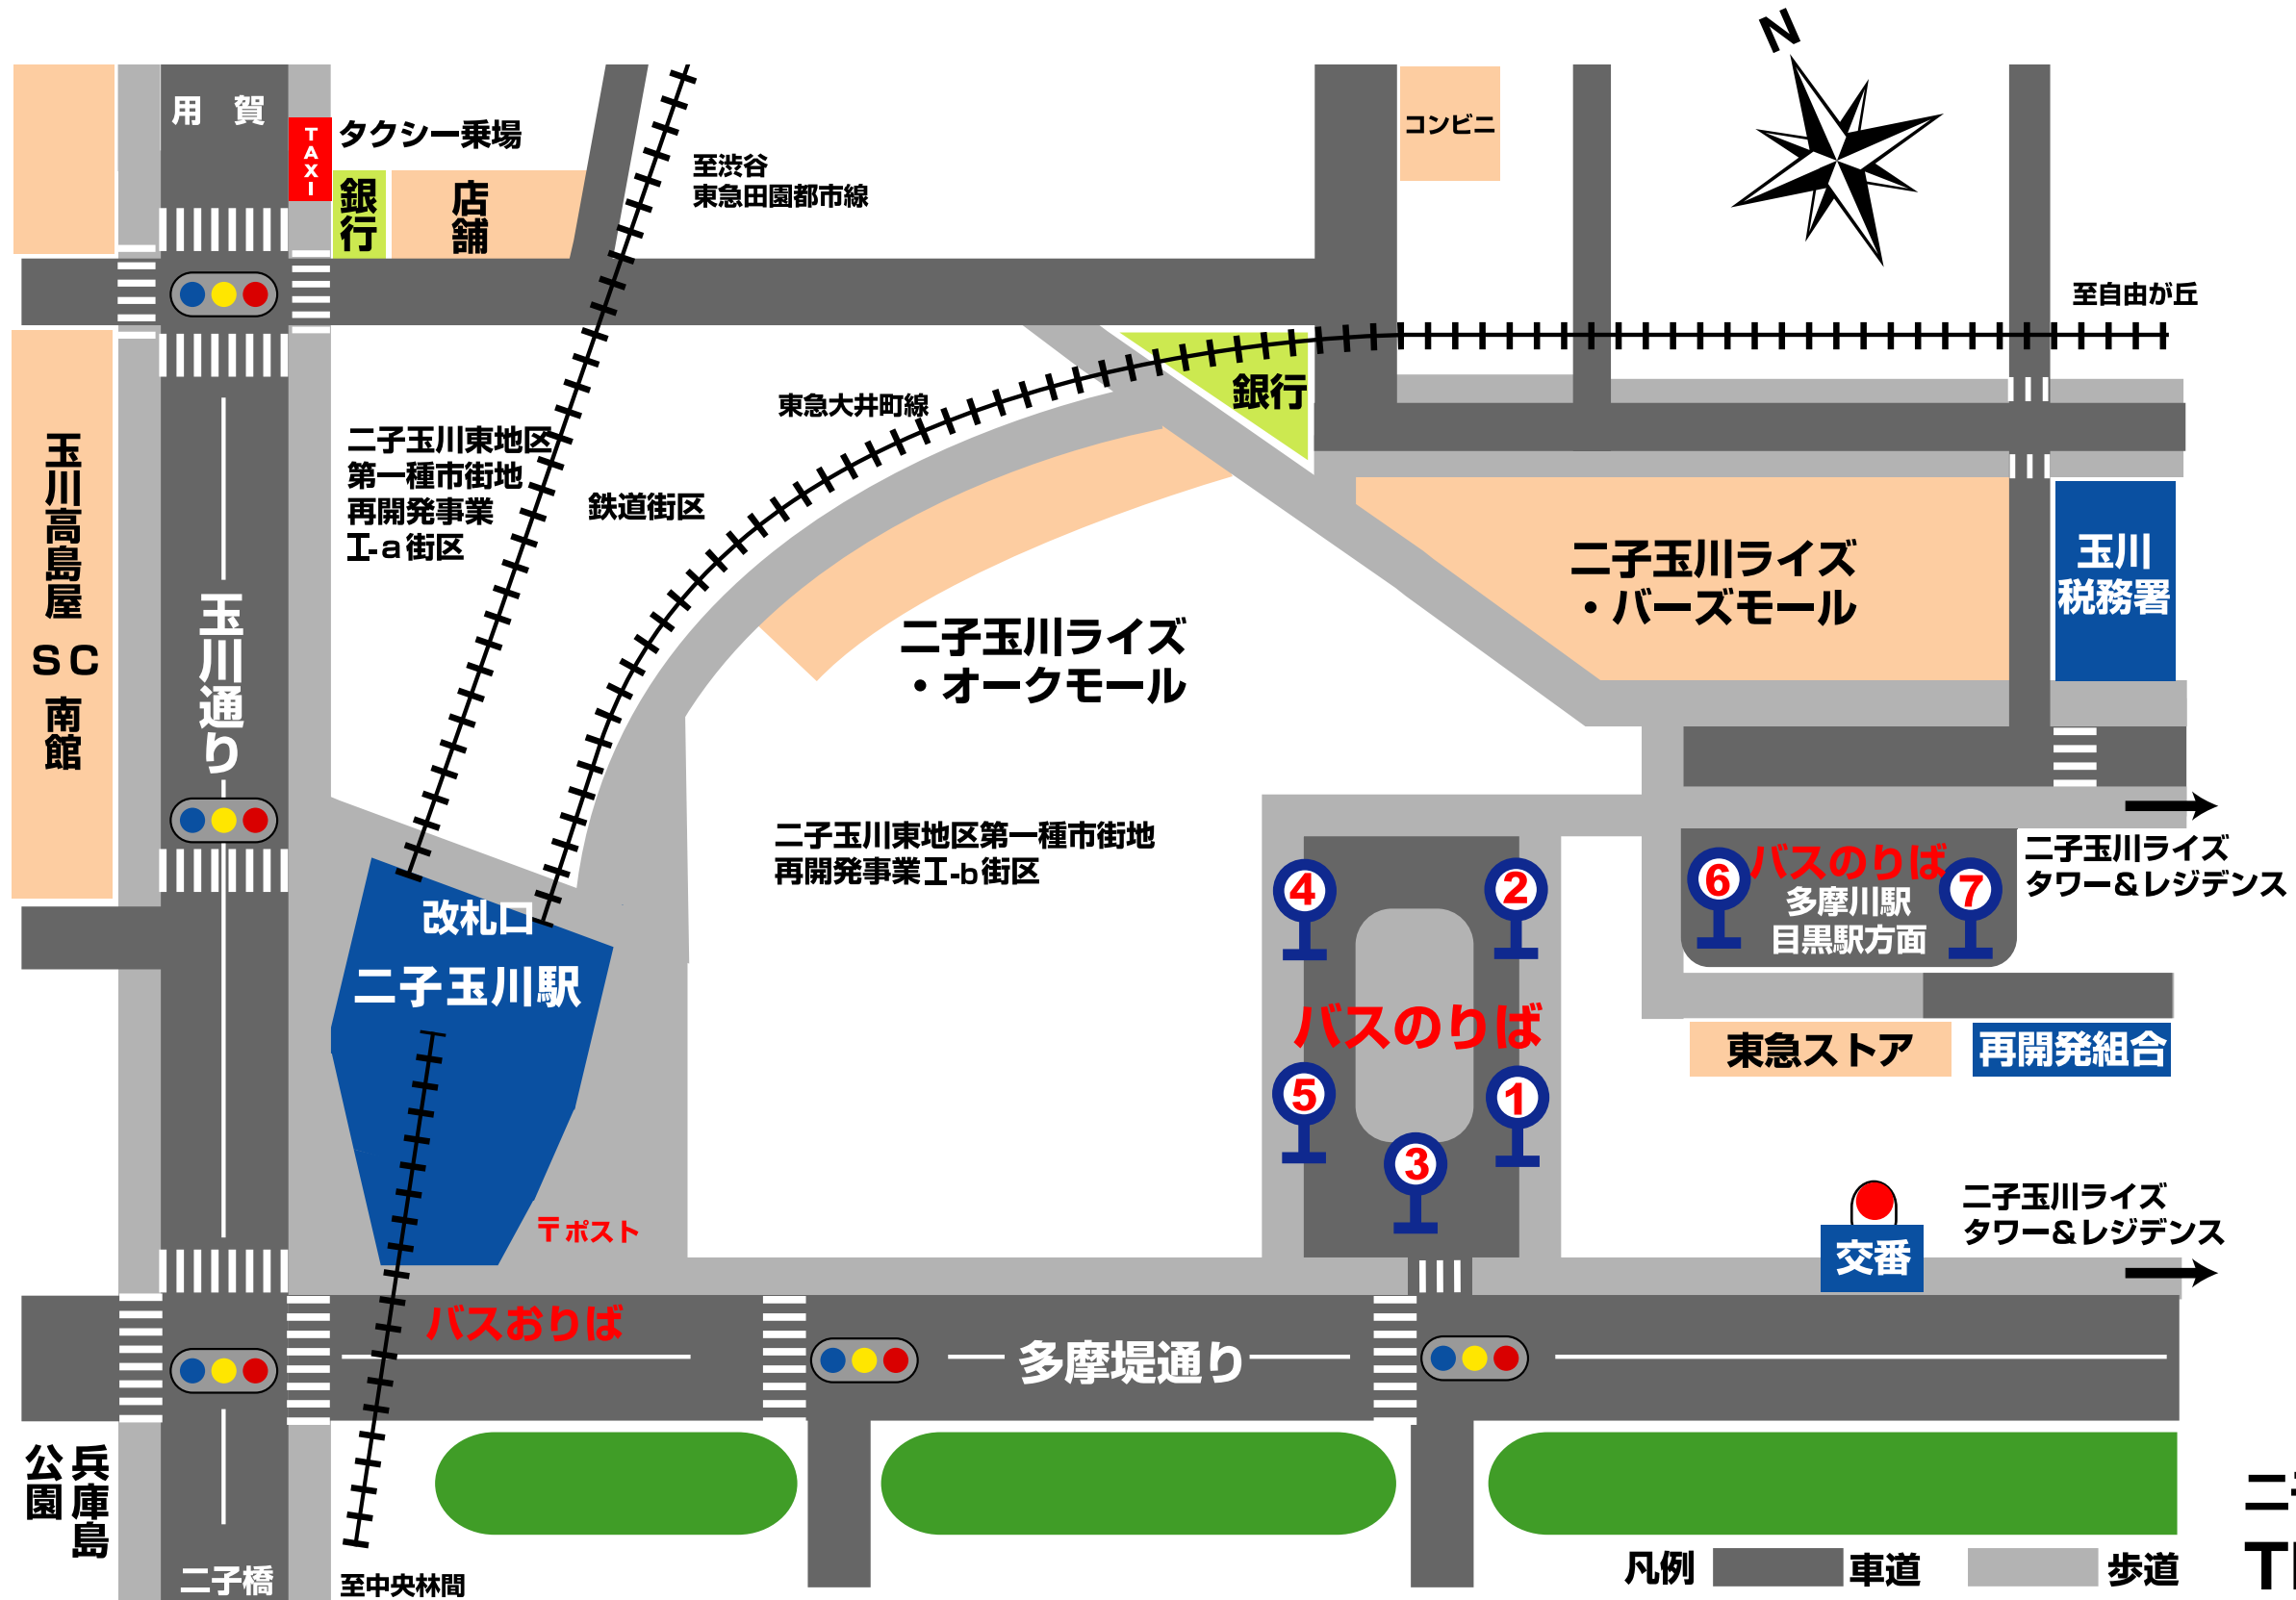 N
用 賀
TAXI
タクシー乗場
銀行
店舗
至渋谷
東急田園都市線
コンビニ
至自由が丘
銀行
東急大井町線
二子玉川東地区
第一種市街地
再開発事業
I-a街区
鉄道街区
玉川高島屋SC南館
玉川通り
二子玉川ライズ
・バーズモール
玉川
税務署
二子玉川ライズ
・オークモール
二子玉川東地区第一種市街地
再開発事業I-b街区
改札口
二子玉川駅
4
2
バスのりば
5
1
3
6
バスのりば
7
多摩川駅
目黒駅方面
二子玉川ライズ
タワー&レジデンス
東急ストア
再開発組合
〒ポスト
交番
二子玉川ライズ
タワー&レジデンス
バスおりば
多摩堤通り
兵庫島
公園
二子橋
至中央林間
凡例
車道
歩道